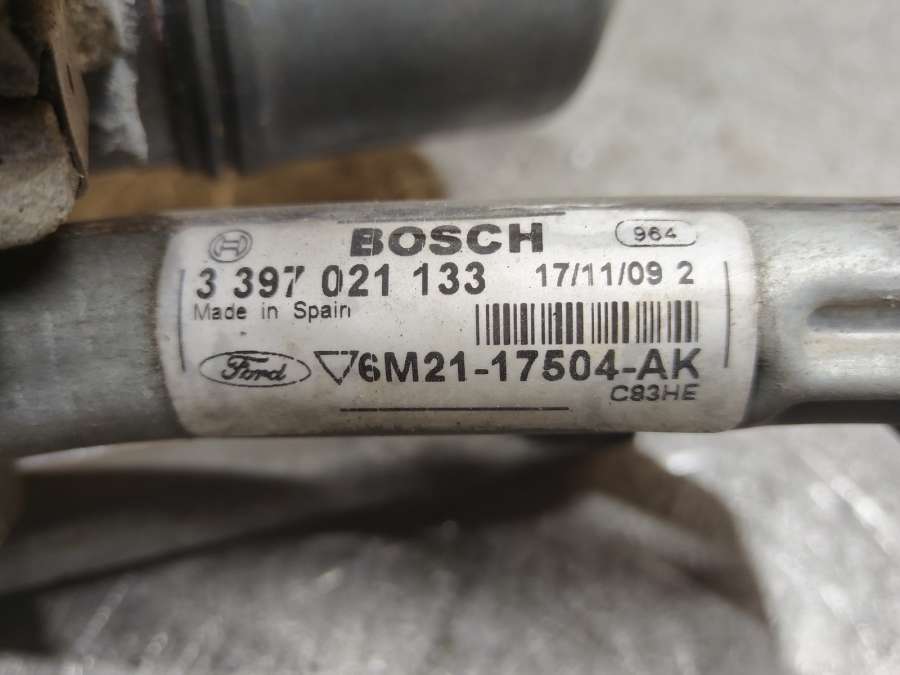 BOSCH 964
3 397 021 133 17/11/09 2
Made in Spain
Ford 6M21-17504-AK
C83HE